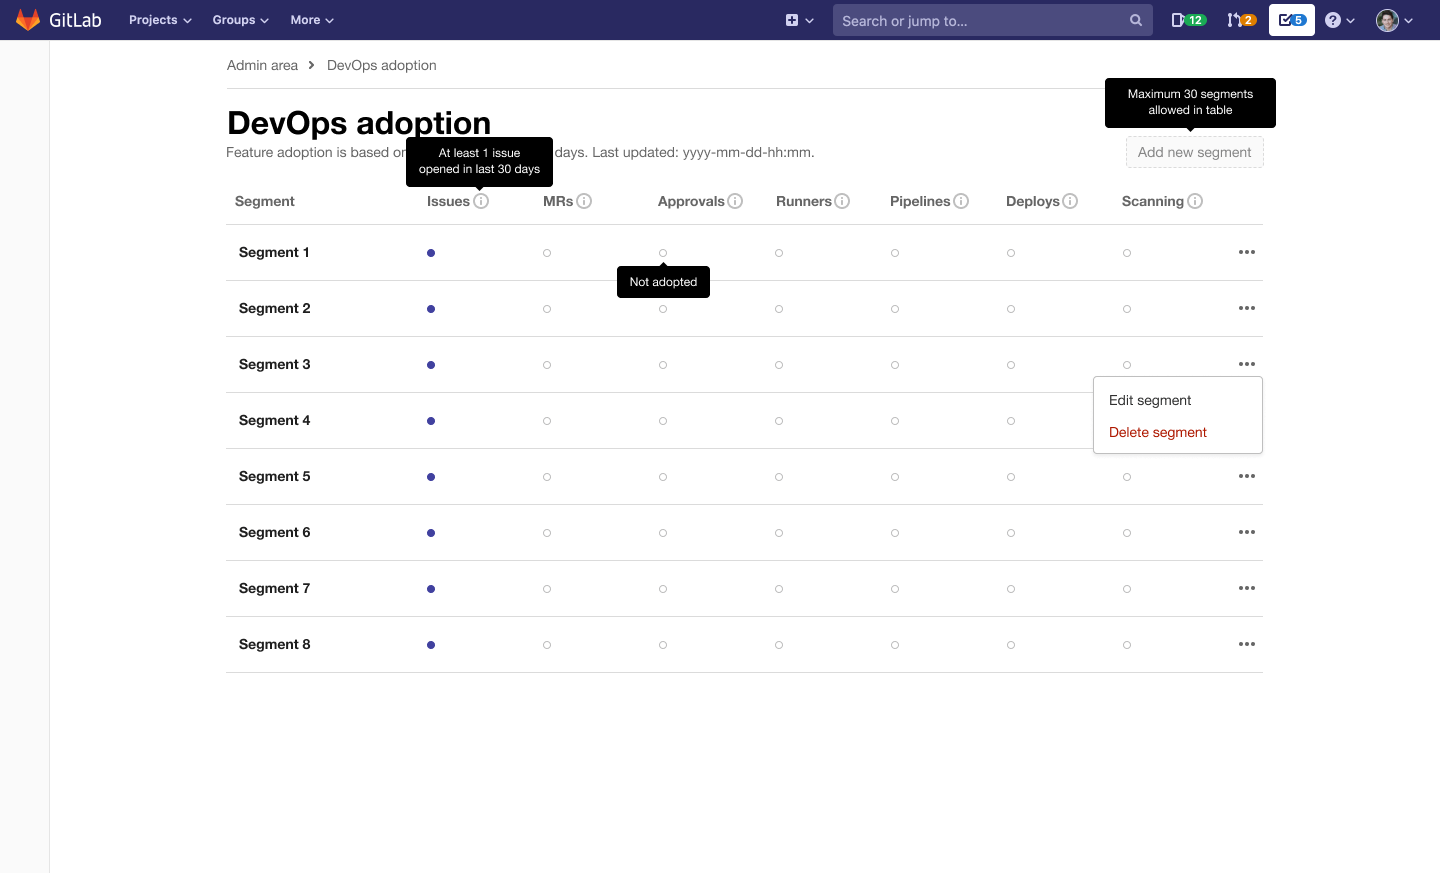 GitLab Projects Groups More Search or jump to... 12 2 5 ?
Admin area DevOps adoption
Maximum 30 segments
allowed in table
DevOps adoption
Feature adoption is based on days. Last updated: yyyy-mm-dd-hh:mm.
At least 1 issue
opened in last 30 days
Add new segment
Segment Issues MRs Approvals Runners Pipelines Deploys Scanning
Segment 1
Not adopted
Segment 2
Segment 3
Edit segment
Segment 4
Delete segment
Segment 5
Segment 6
Segment 7
Segment 8